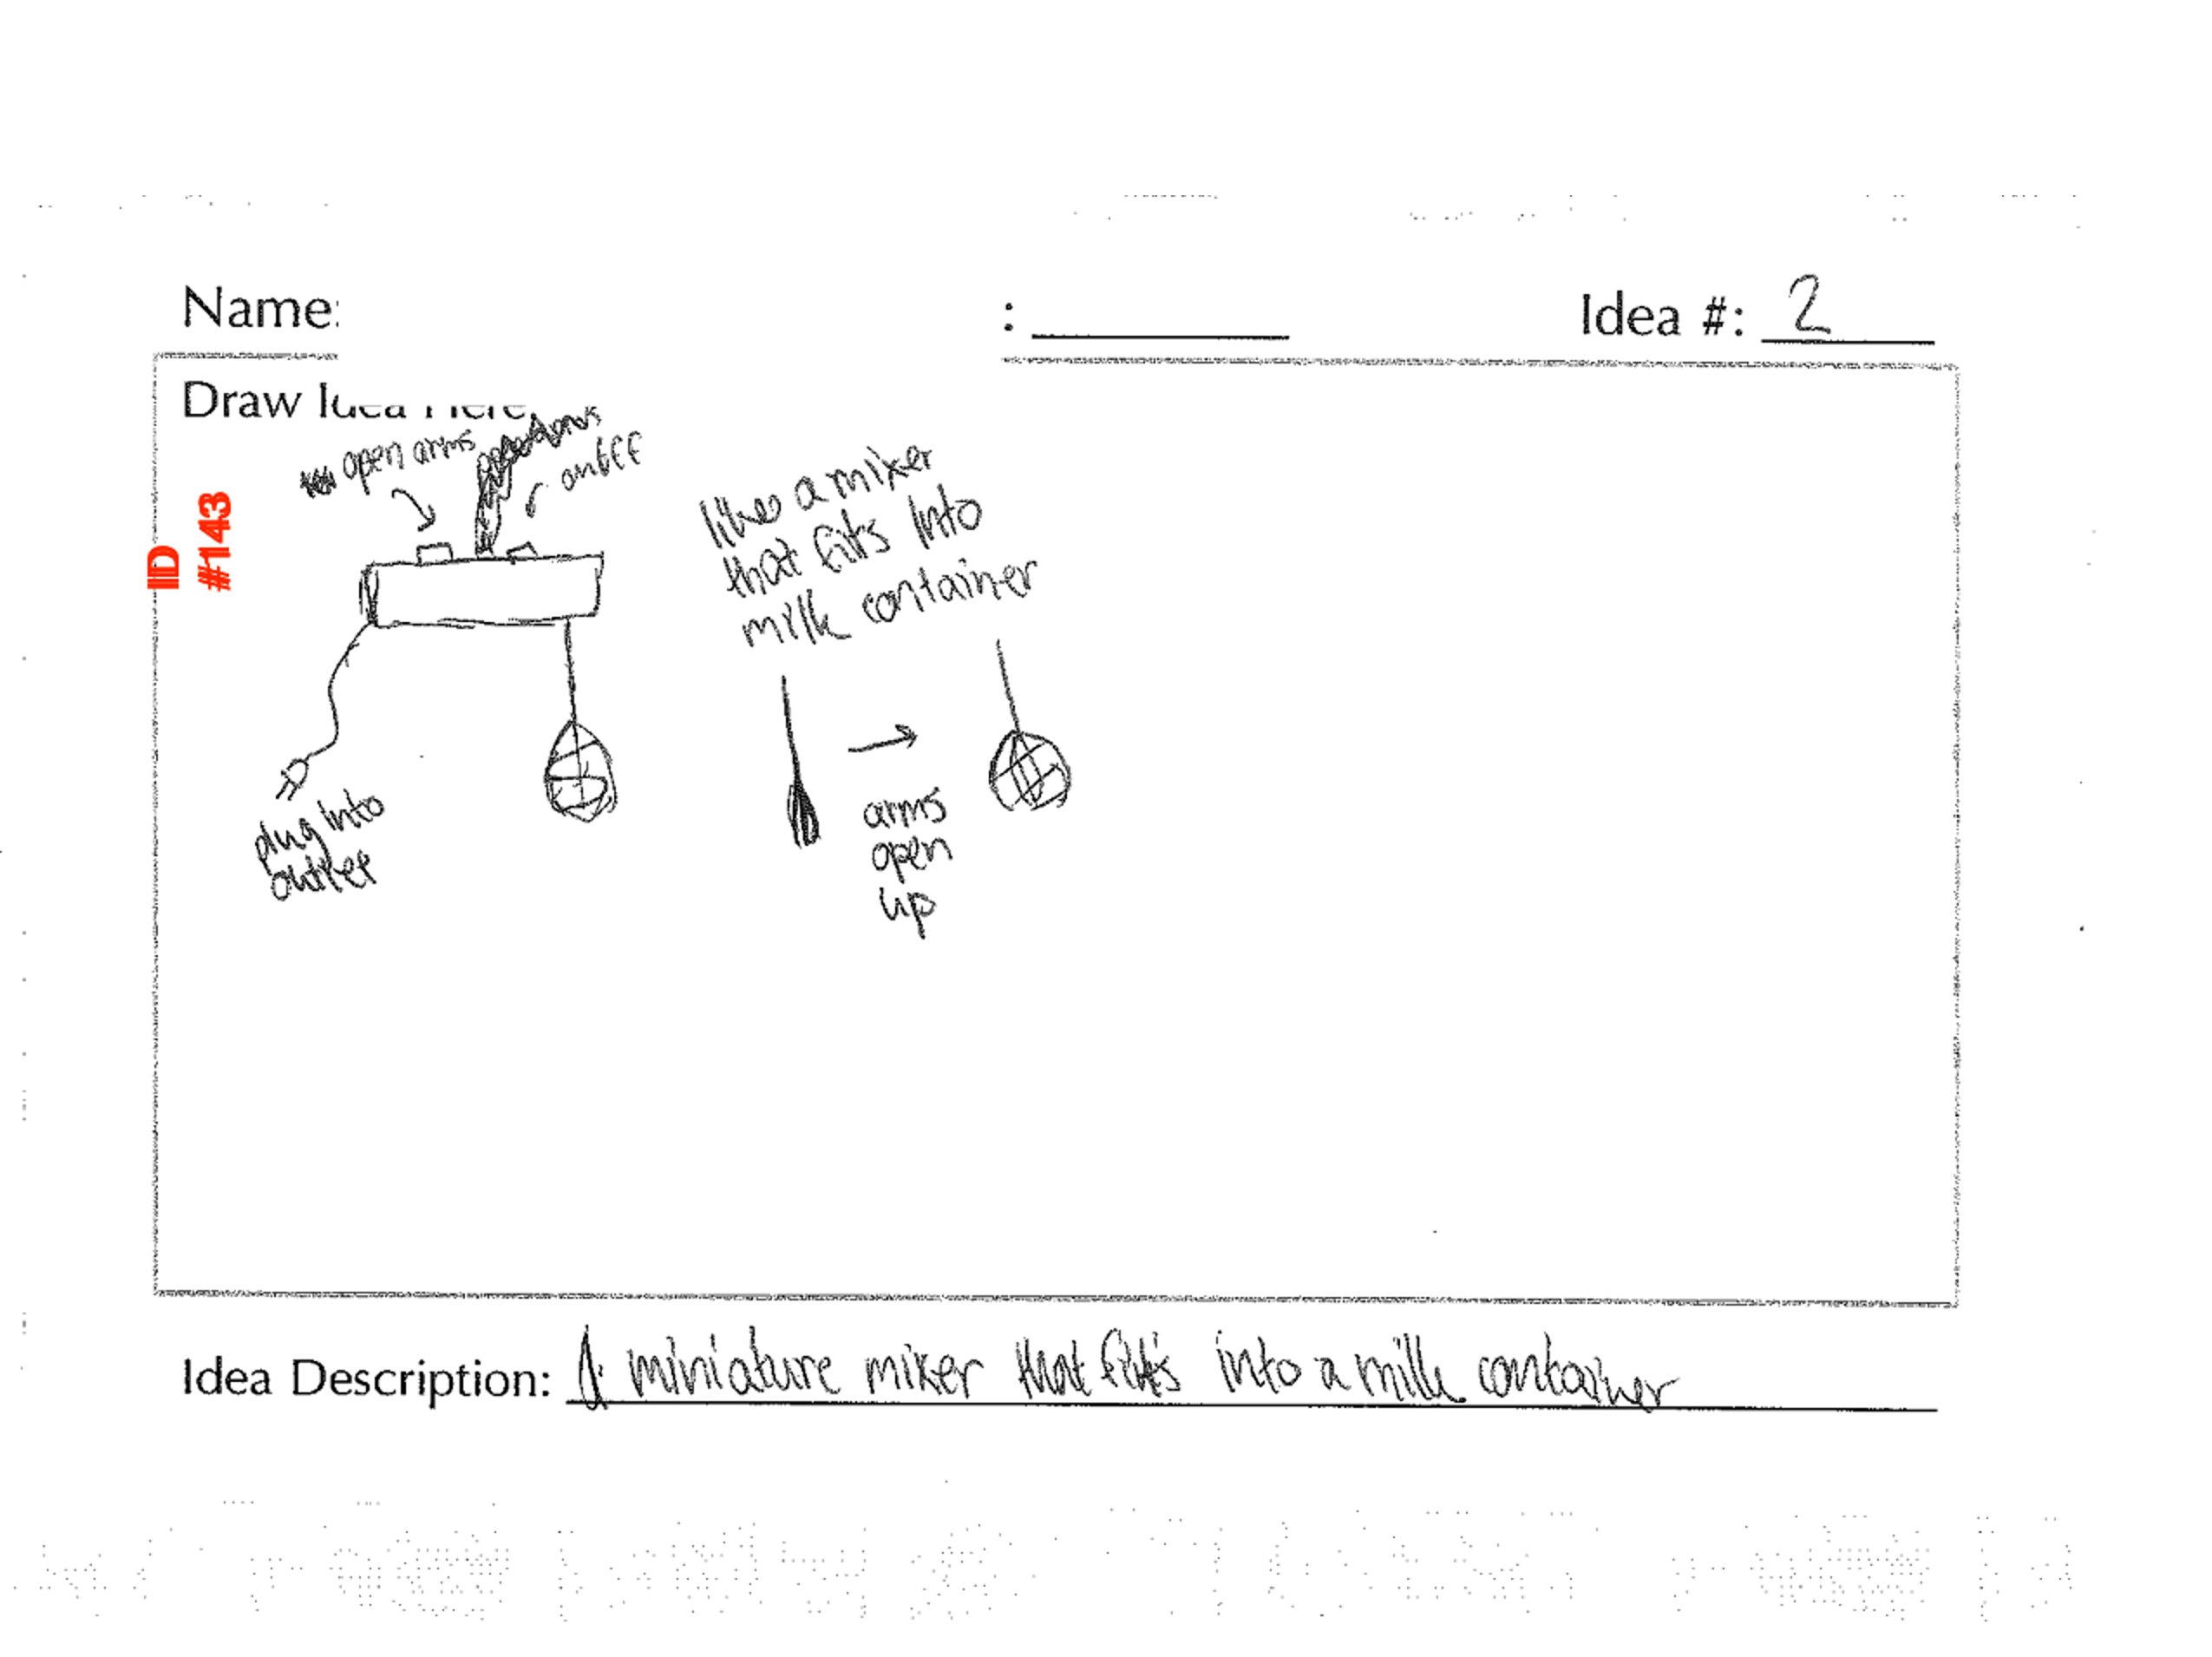 Name:
: Idea #: 2
Draw Idea Here
open arms
on off
ID
#143
like a mixer
that fits into
milk container
plug into
outlet
arms
open
up
Idea Description: A miniature mixer that fits into a milk container